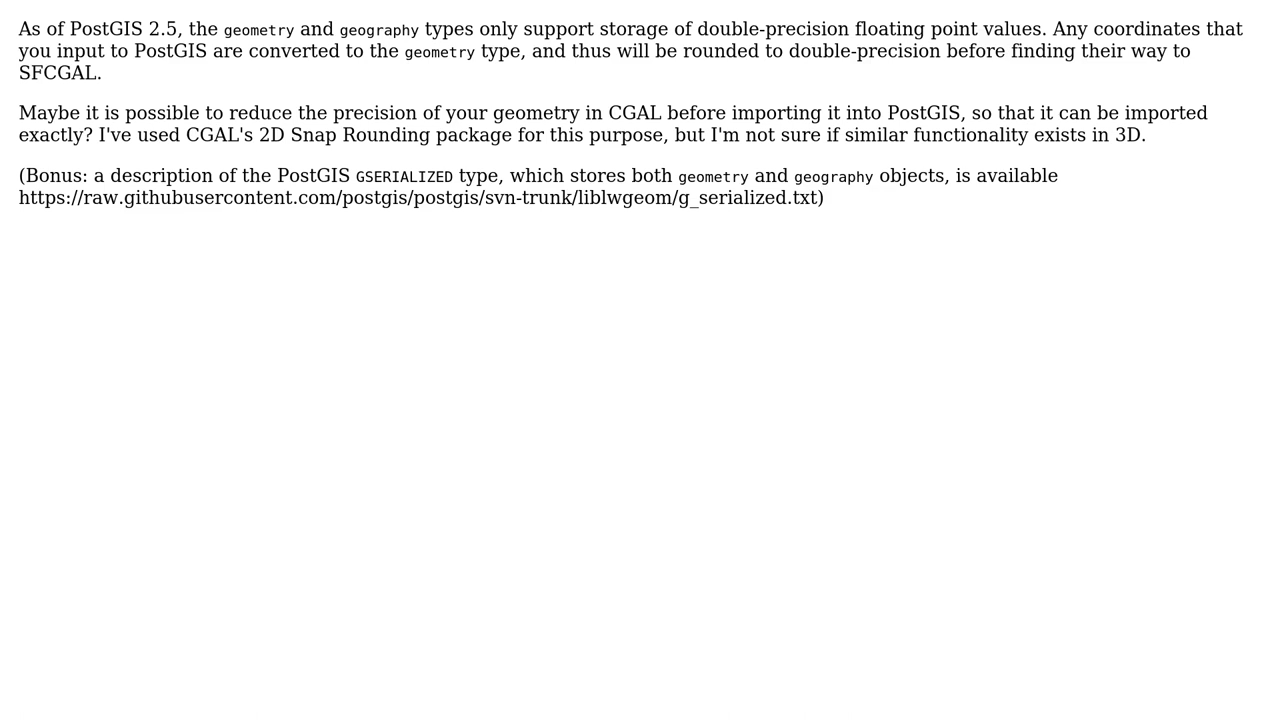 As of PostGIS 2.5, the geometry and geography types only support storage of double-precision floating point values. Any coordinates that
you input to PostGIS are converted to the geometry type, and thus will be rounded to double-precision before finding their way to
SFCGAL.
Maybe it is possible to reduce the precision of your geometry in CGAL before importing it into PostGIS, so that it can be imported
exactly? I've used CGAL's 2D Snap Rounding package for this purpose, but I'm not sure if similar functionality exists in 3D.
(Bonus: a description of the PostGIS GSERIALIZED type, which stores both geometry and geography objects, is available
https://raw.githubusercontent.com/postgis/postgis/svn-trunk/liblwgeom/g_serialized.txt)